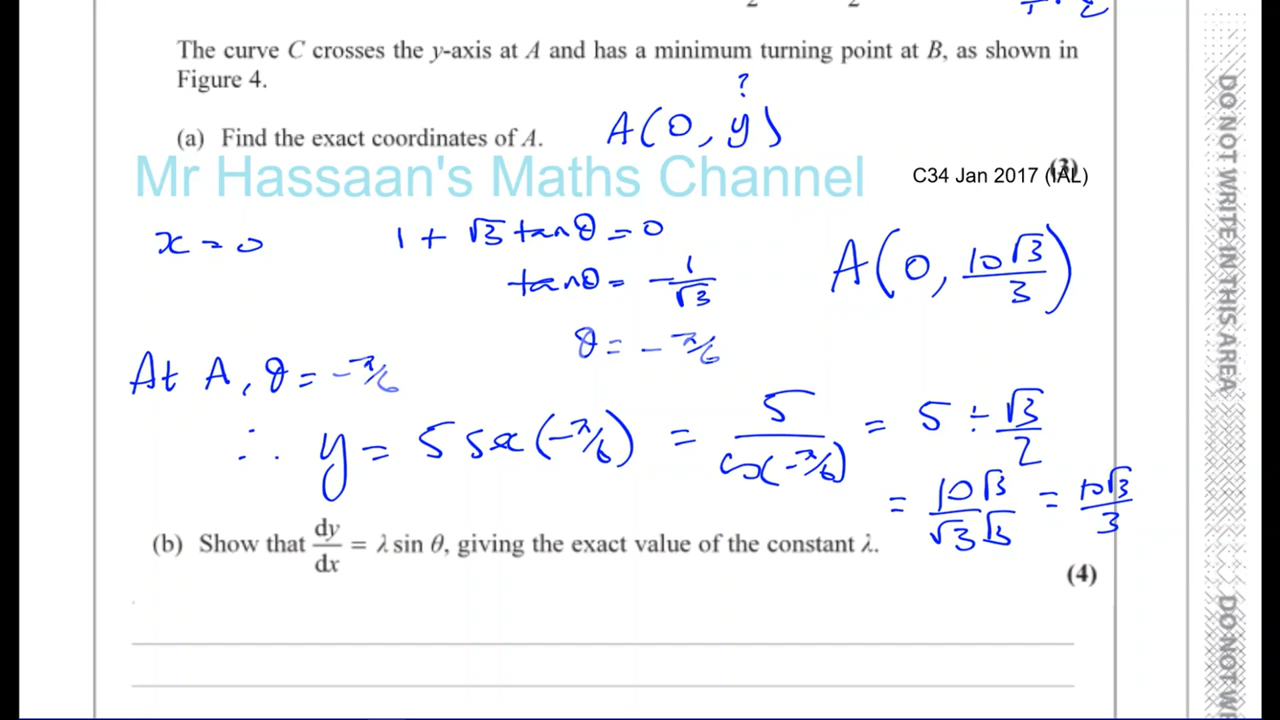 The curve C crosses the y-axis at A and has a minimum turning point at B, as shown in
Figure 4.
?
(a) Find the exact coordinates of A. A(0, y)
(3)
Mr Hassaan's Maths Channel C34 Jan 2017 (IAL)
x = 0 1 + √3 tanθ = 0
tanθ = -1/√3 A(0, 10√3/3)
θ = -π/6
At A, θ = -π/6
∴ y = 5 sec(-π/6) = 5/cos(-π/6) = 5 ÷ √3/2
= 10√3/√3√3 = 10√3/3
(b) Show that dy/dx = λ sin θ, giving the exact value of the constant λ.
(4)
DO NOT WRITE IN THIS AREA
DO NOT WR